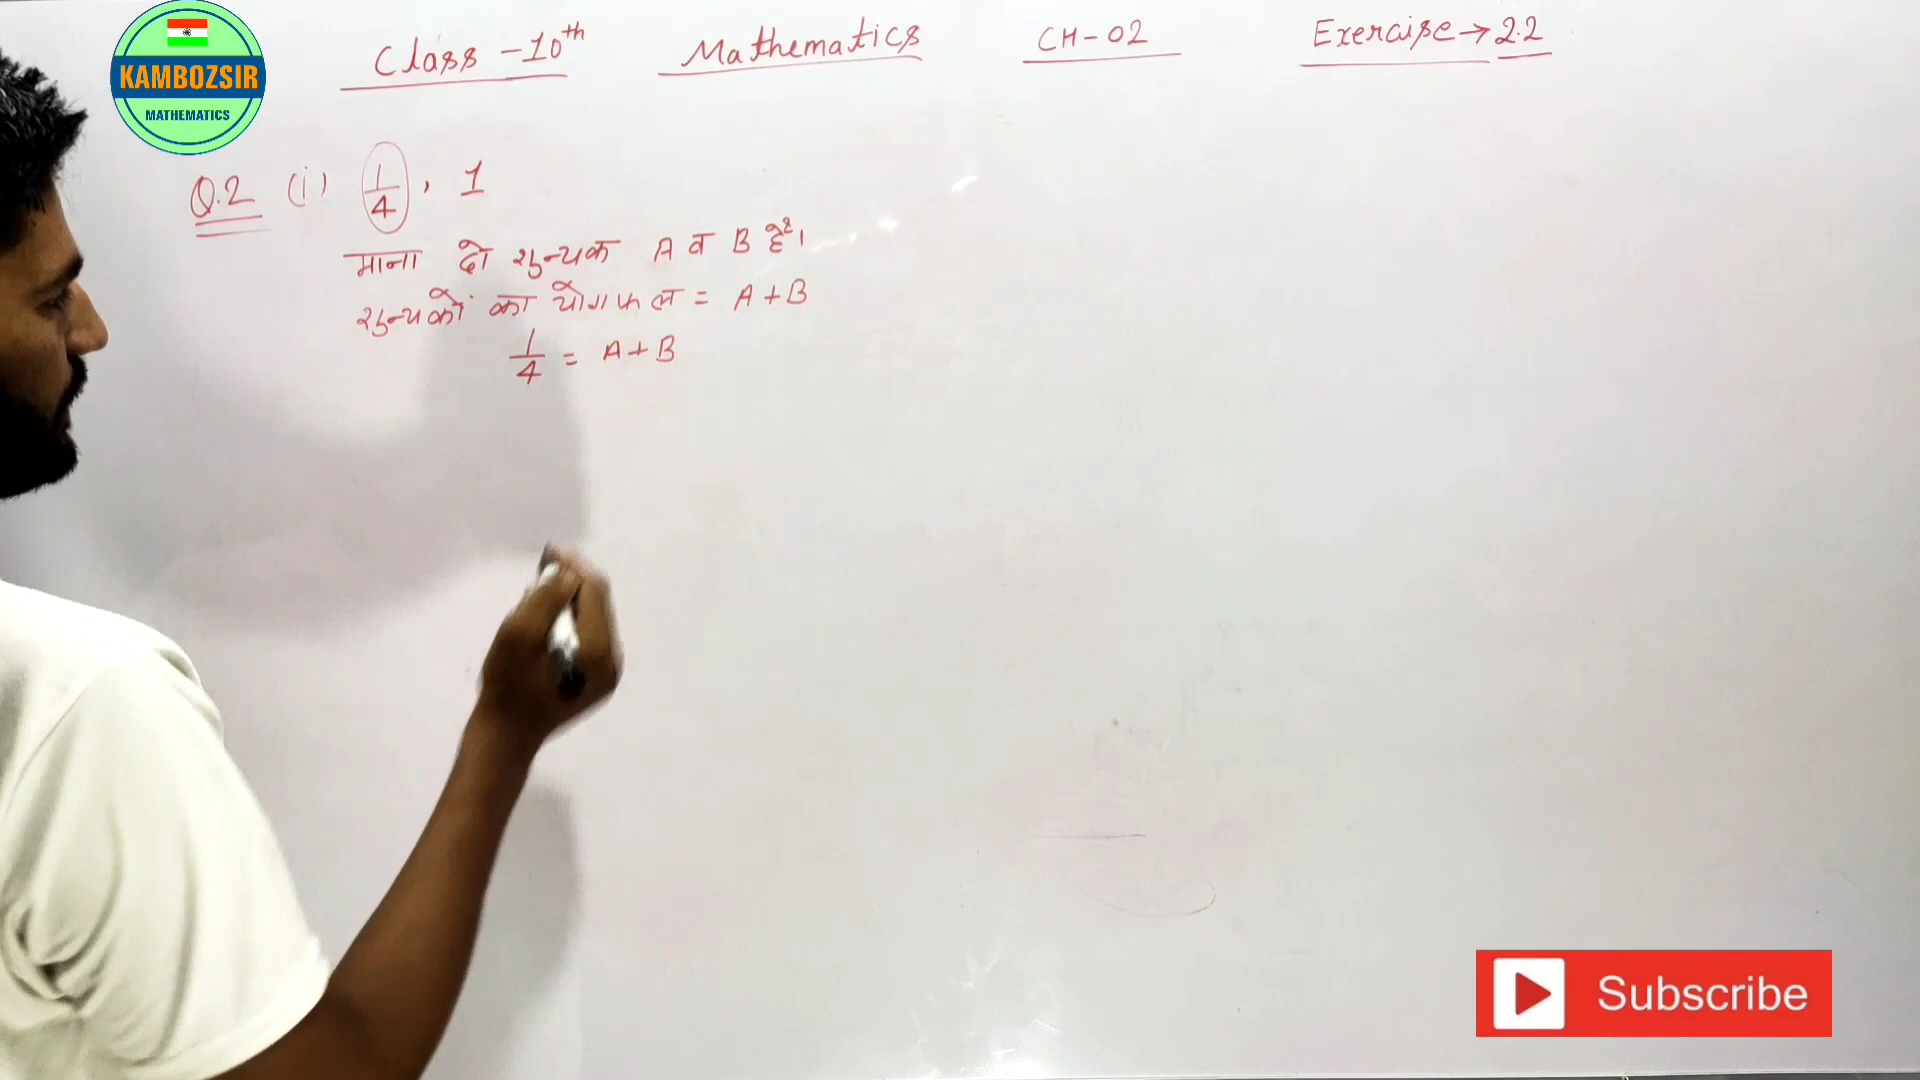 KAMBOZSIR
MATHEMATICS
Class - 10th Mathematics CH-02 Exercise → 2.2
Q.2 (i) 1/4, 1
माना दो शून्यक A व B है।
शून्यकों का योगफल = A+B
1/4 = A+B
Subscribe